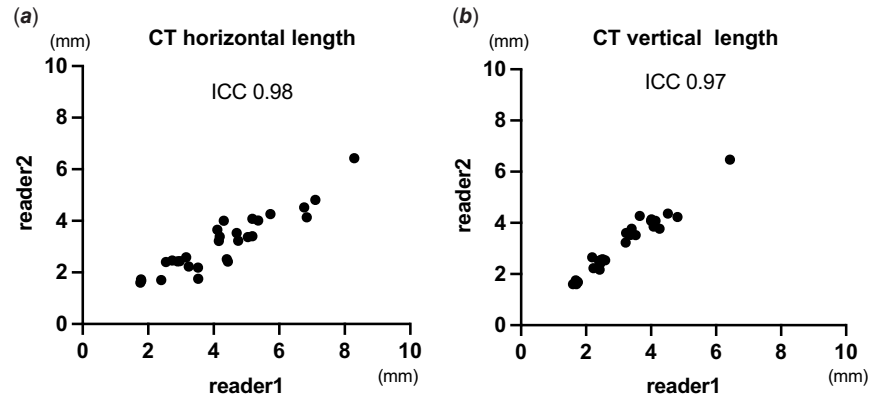 (a)
(mm)
CT horizontal length
ICC 0.98
10
8
6
4
2
0
reader2
0 2 4 6 8 10
reader1
(mm)
(b)
(mm)
CT vertical length
ICC 0.97
10
8
6
4
2
0
reader2
0 2 4 6 8 10
reader1
(mm)